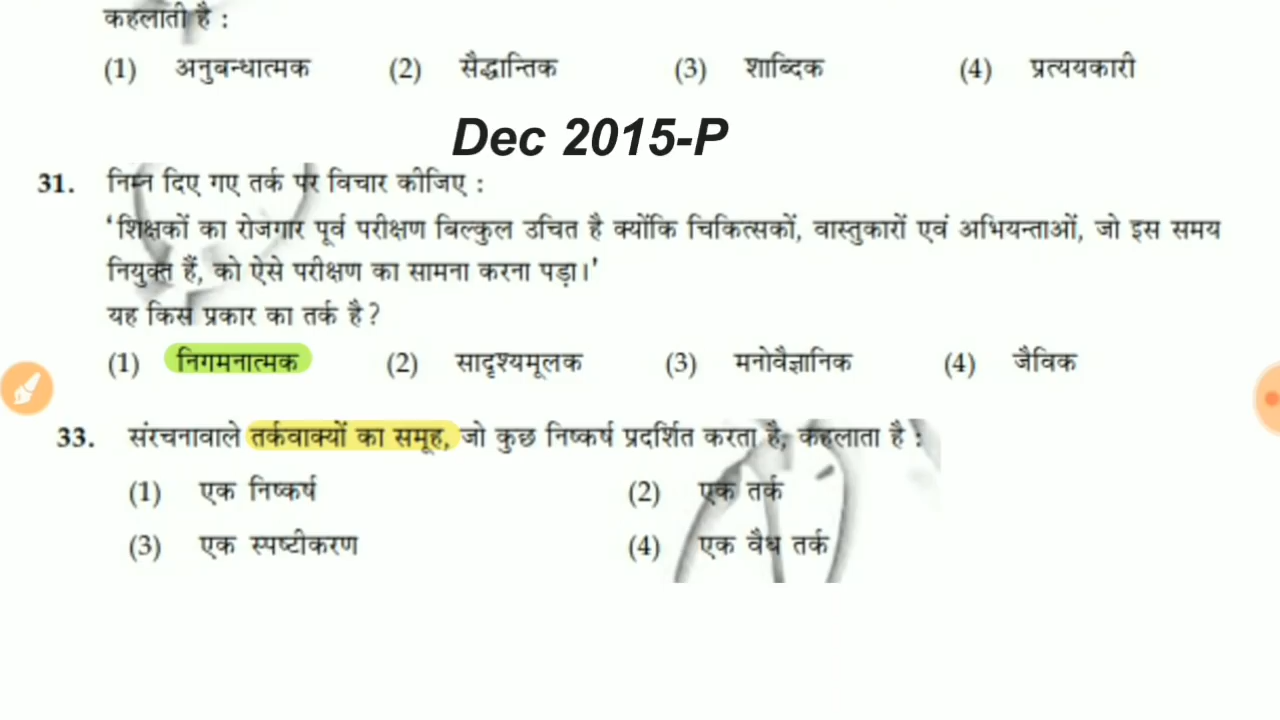 कहलाती है :
(1) अनुबन्धात्मक (2) सैद्धान्तिक (3) शाब्दिक (4) प्रत्ययकारी
Dec 2015-P
31. निम्न दिए गए तर्क पर विचार कीजिए :
‘शिक्षकों का रोजगार पूर्व परीक्षण बिल्कुल उचित है क्योंकि चिकित्सकों, वास्तुकारों एवं अभियन्ताओं, जो इस समय
नियुक्त हैं, को ऐसे परीक्षण का सामना करना पड़ा।’
यह किस प्रकार का तर्क है?
(1) निगमनात्मक (2) सादृश्यमूलक (3) मनोवैज्ञानिक (4) जैविक
33. संरचनावाले तर्कवाक्यों का समूह, जो कुछ निष्कर्ष प्रदर्शित करता है, कहलाता है :
(1) एक निष्कर्ष (2) एक तर्क
(3) एक स्पष्टीकरण (4) एक वैध तर्क